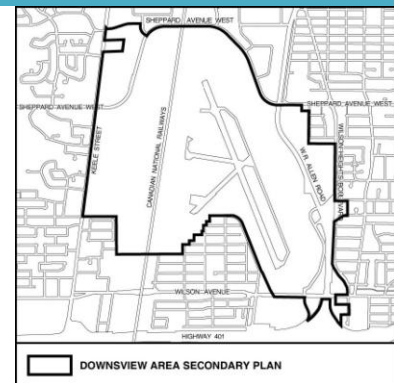 SHEPPARD AVENUE WEST
SHEPPARD AVENUE WEST
SHEPPARD AVENUE WEST
KEELE STREET
CANADIAN NATIONAL RAILWAYS
W.R. ALLEN ROAD
WILSON HEIGHTS BOULEVARD
WILSON AVENUE
HIGHWAY 401
DOWNSVIEW AREA SECONDARY PLAN